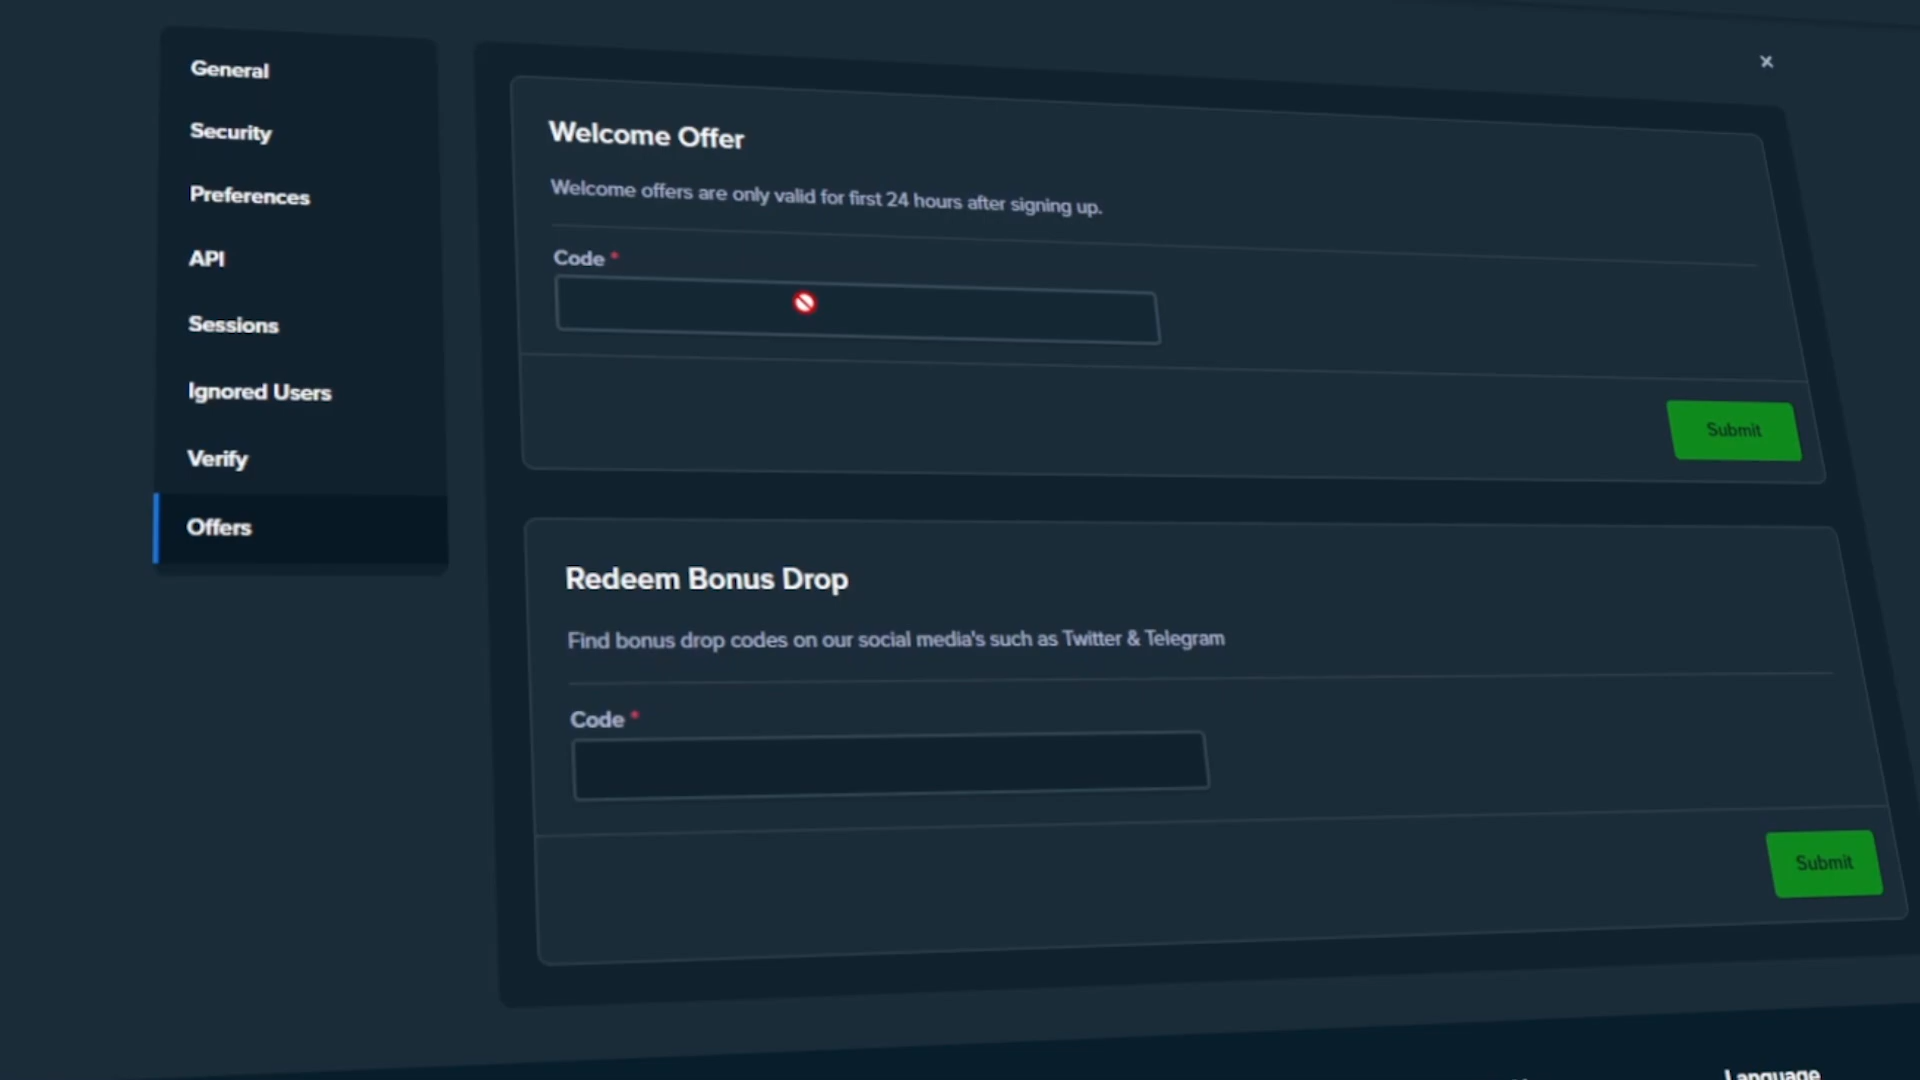 General
Security
Preferences
API
Sessions
Ignored Users
Verify
Offers
Welcome Offer
Welcome offers are only valid for first 24 hours after signing up.
Code *
Submit
Redeem Bonus Drop
Find bonus drop codes on our social media's such as Twitter & Telegram
Code *
Submit
Language